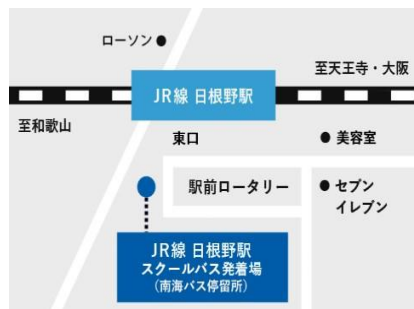 ローソン
至天王寺・大阪
JR線 日根野駅
至和歌山
東口
美容室
駅前ロータリー
セブン
イレブン
JR線 日根野駅
スクールバス発着場
(南海バス停留所)